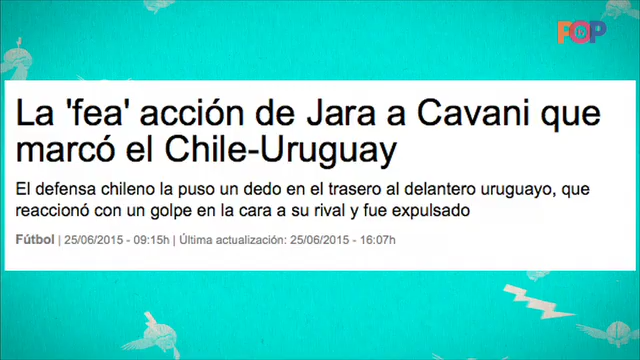 POP
La 'fea' acción de Jara a Cavani que
marcó el Chile-Uruguay
El defensa chileno la puso un dedo en el trasero al delantero uruguayo, que
reaccionó con un golpe en la cara a su rival y fue expulsado
Fútbol | 25/06/2015 - 09:15h | Última actualización: 25/06/2015 - 16:07h